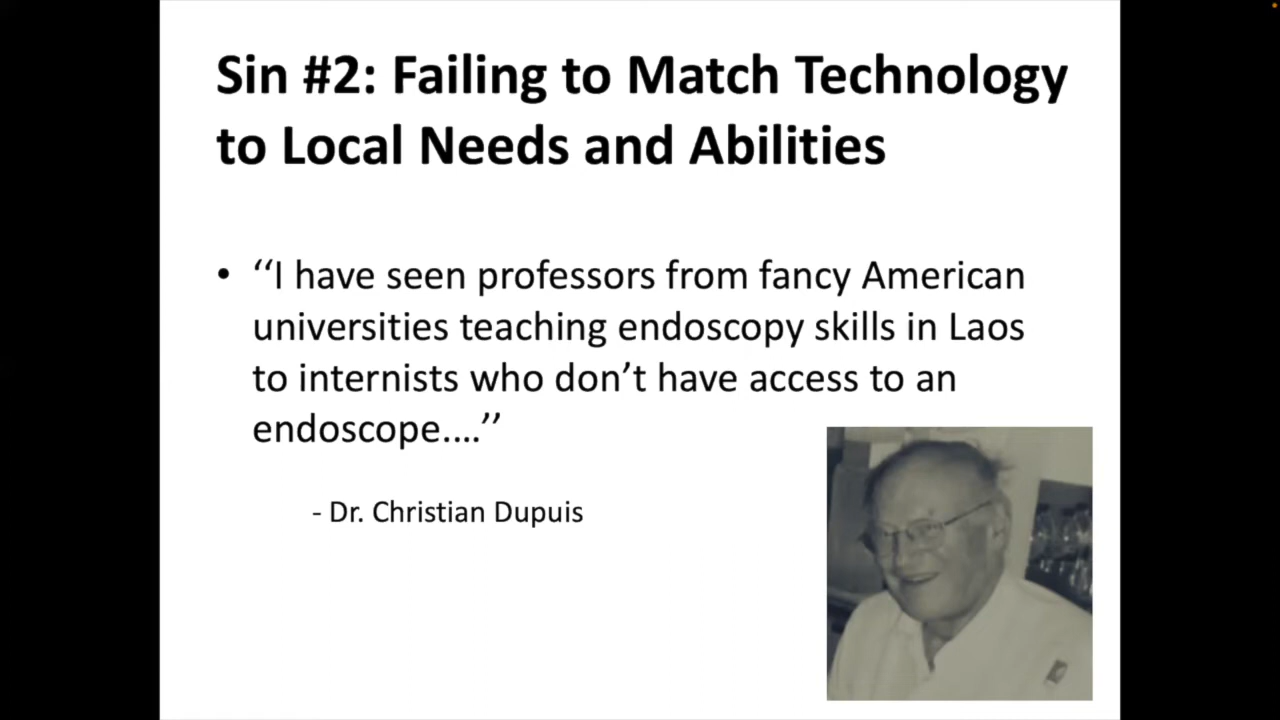 Sin #2: Failing to Match Technology
to Local Needs and Abilities
• ‘‘I have seen professors from fancy American
universities teaching endoscopy skills in Laos
to internists who don’t have access to an
endoscope.…’’
- Dr. Christian Dupuis